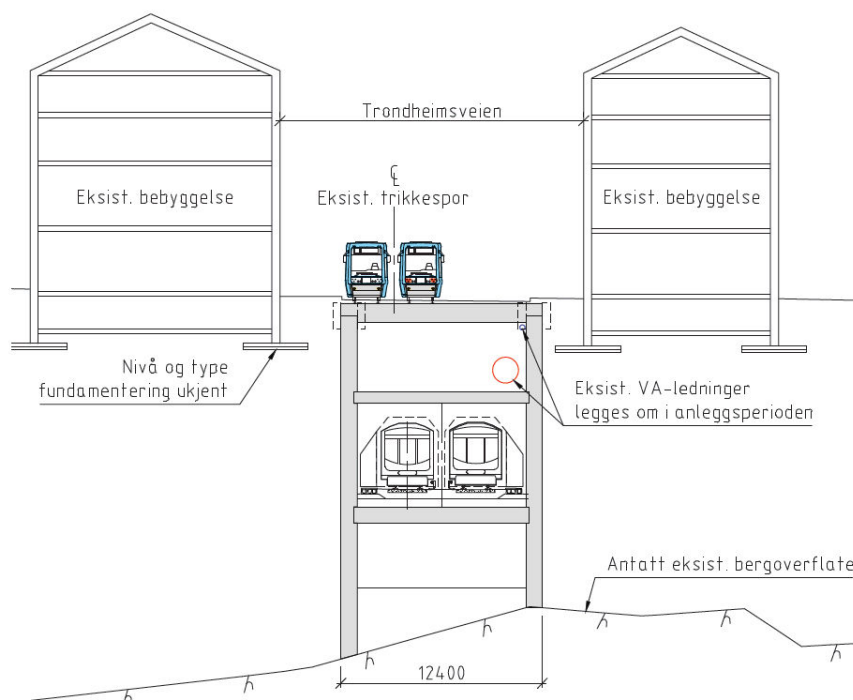 Trondheimsveien
℄
Eksist. trikkespor
Eksist. bebyggelse
Eksist. bebyggelse
Nivå og type
fundamentering ukjent
Eksist. VA-ledninger
legges om i anleggsperioden
Antatt eksist. bergoverflate
12400